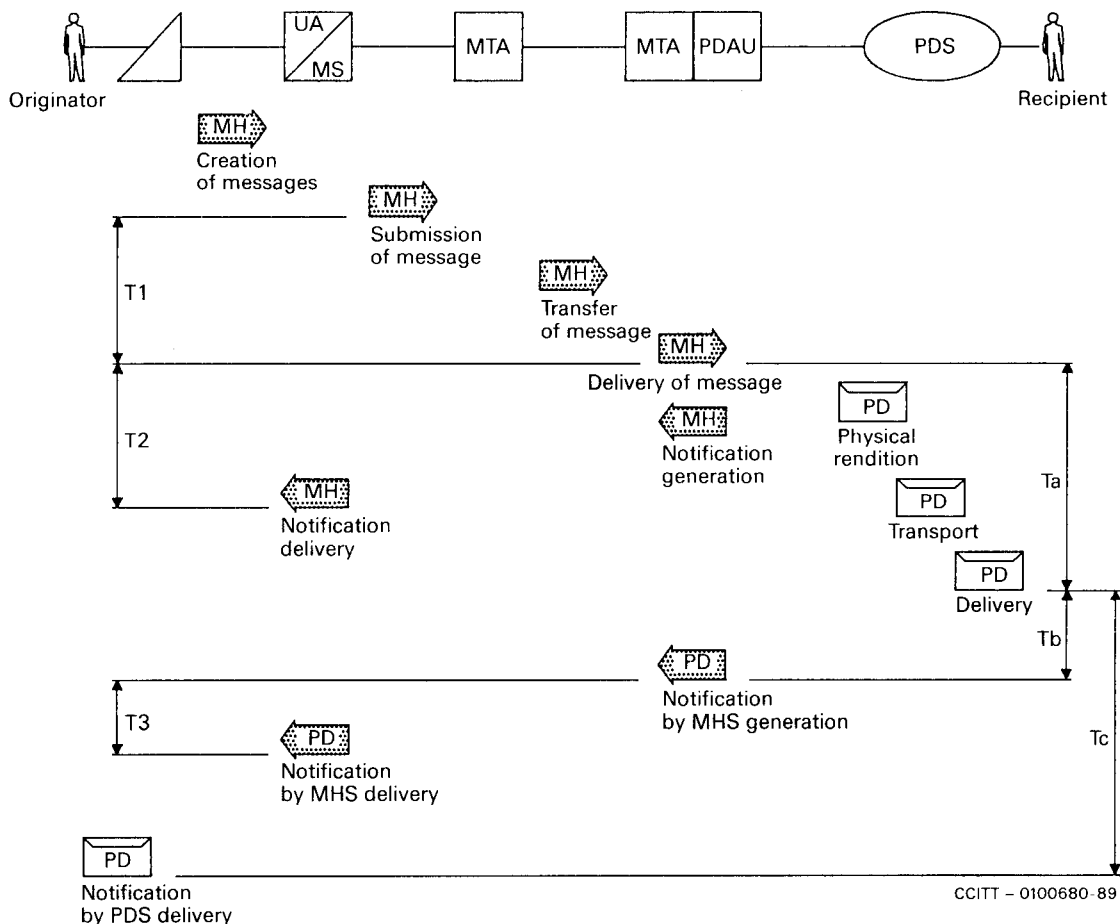 UA
MS
MTA
MTA
PDAU
PDS
Originator
Recipient
MH
Creation
of messages
MH
Submission
of message
T1
MH
Transfer
of message
MH
Delivery of message
T2
MH
Notification
generation
PD
Physical
rendition
Ta
MH
Notification
delivery
PD
Transport
PD
Delivery
Tb
PD
Notification
by MHS generation
T3
PD
Notification
by MHS delivery
Tc
PD
Notification
by PDS delivery
CCITT – 0100680-89